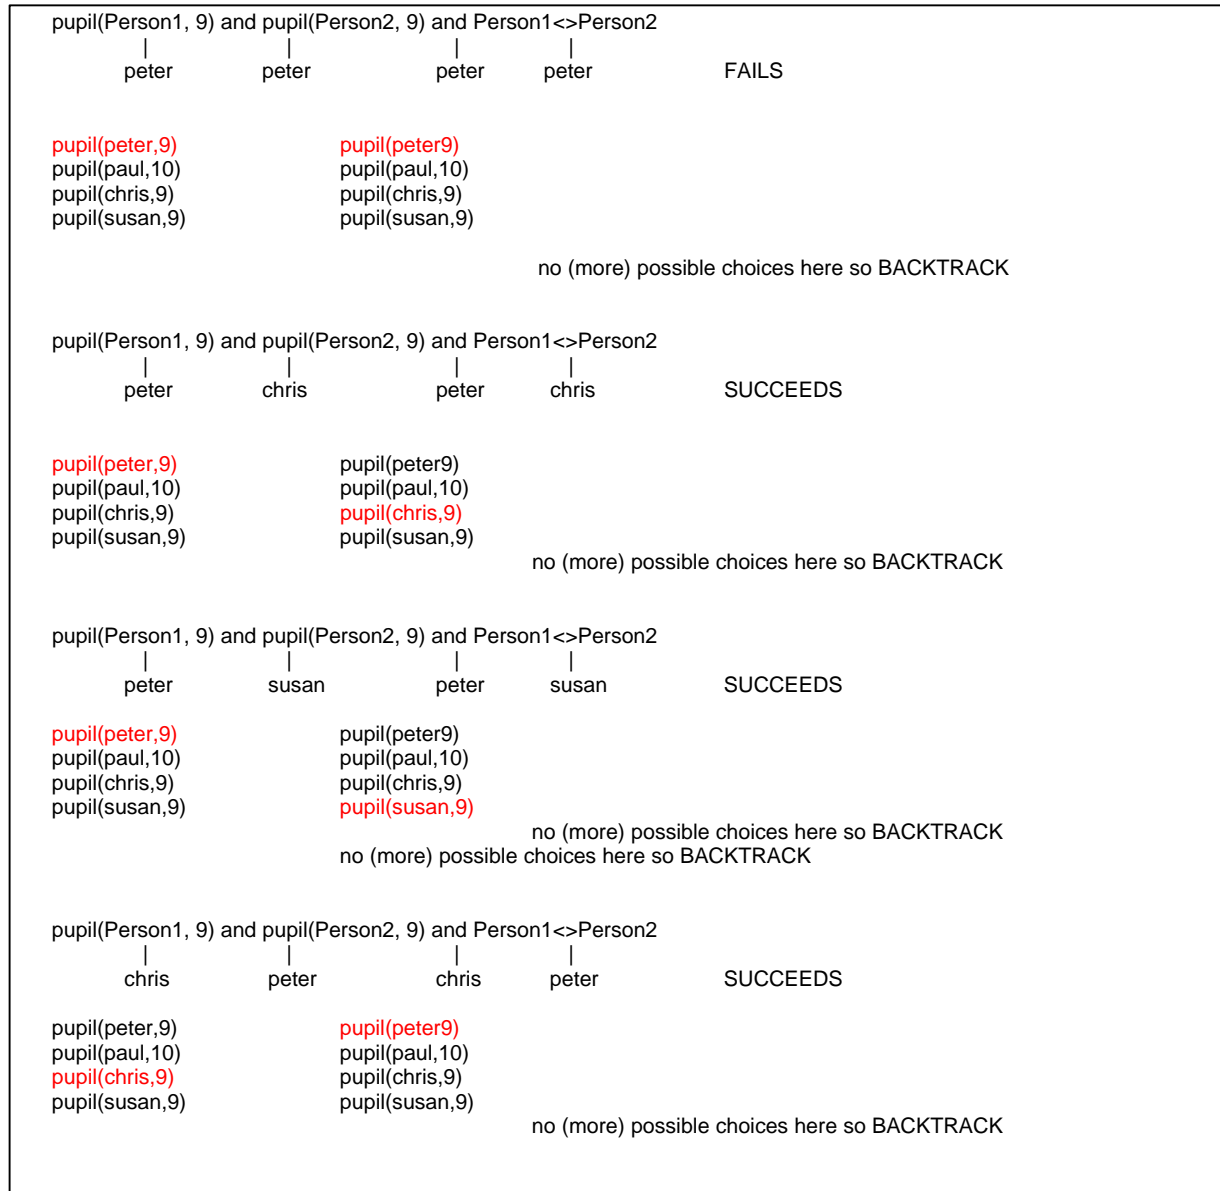 pupil(Person1, 9) and pupil(Person2, 9) and Person1<>Person2
| | | |
peter peter peter peter FAILS
pupil(peter,9) pupil(peter9)
pupil(paul,10) pupil(paul,10)
pupil(chris,9) pupil(chris,9)
pupil(susan,9) pupil(susan,9)
no (more) possible choices here so BACKTRACK
pupil(Person1, 9) and pupil(Person2, 9) and Person1<>Person2
| | | |
peter chris peter chris SUCCEEDS
pupil(peter,9) pupil(peter9)
pupil(paul,10) pupil(paul,10)
pupil(chris,9) pupil(chris,9)
pupil(susan,9) pupil(susan,9)
no (more) possible choices here so BACKTRACK
pupil(Person1, 9) and pupil(Person2, 9) and Person1<>Person2
| | | |
peter susan peter susan SUCCEEDS
pupil(peter,9) pupil(peter9)
pupil(paul,10) pupil(paul,10)
pupil(chris,9) pupil(chris,9)
pupil(susan,9) pupil(susan,9)
no (more) possible choices here so BACKTRACK
no (more) possible choices here so BACKTRACK
pupil(Person1, 9) and pupil(Person2, 9) and Person1<>Person2
| | | |
chris peter chris peter SUCCEEDS
pupil(peter,9) pupil(peter9)
pupil(paul,10) pupil(paul,10)
pupil(chris,9) pupil(chris,9)
pupil(susan,9) pupil(susan,9)
no (more) possible choices here so BACKTRACK